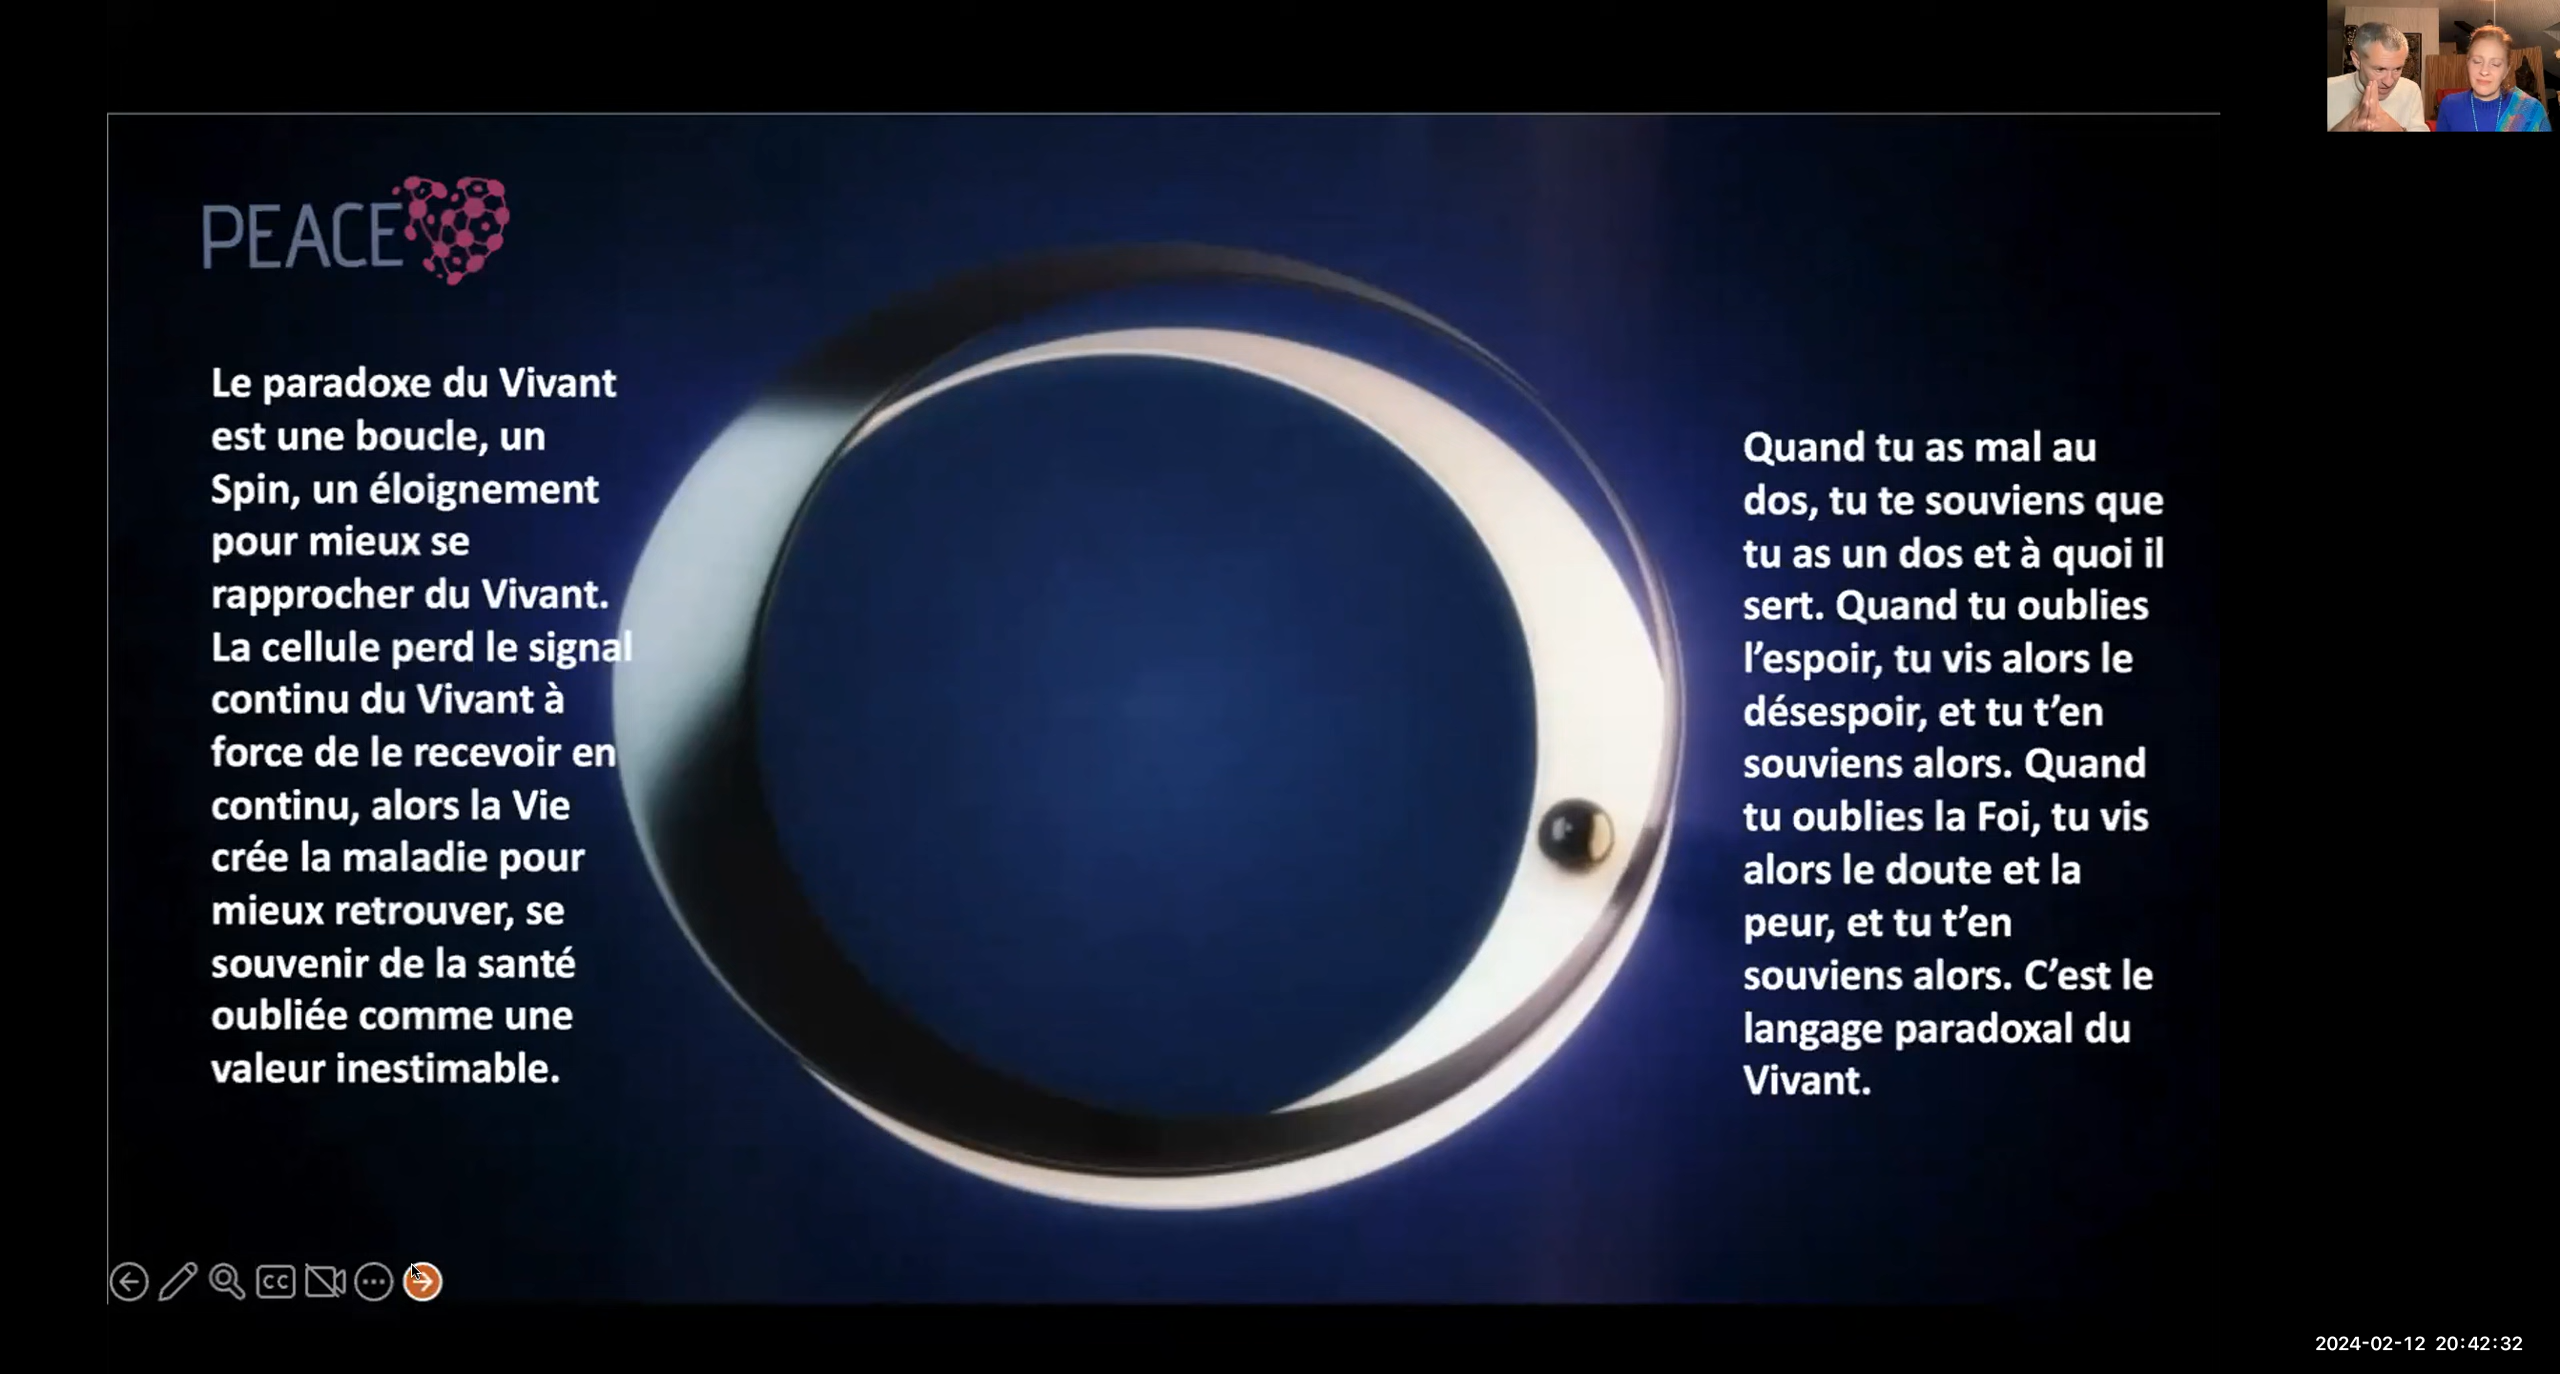 PEACE
Le paradoxe du Vivant
est une boucle, un
Spin, un éloignement
pour mieux se
rapprocher du Vivant.
La cellule perd le signal
continu du Vivant à
force de le recevoir en
continu, alors la Vie
crée la maladie pour
mieux retrouver, se
souvenir de la santé
oubliée comme une
valeur inestimable.
Quand tu as mal au
dos, tu te souviens que
tu as un dos et à quoi il
sert. Quand tu oublies
l’espoir, tu vis alors le
désespoir, et tu t’en
souviens alors. Quand
tu oublies la Foi, tu vis
alors le doute et la
peur, et tu t’en
souviens alors. C’est le
langage paradoxal du
Vivant.
CC
2024-02-12 20:42:32